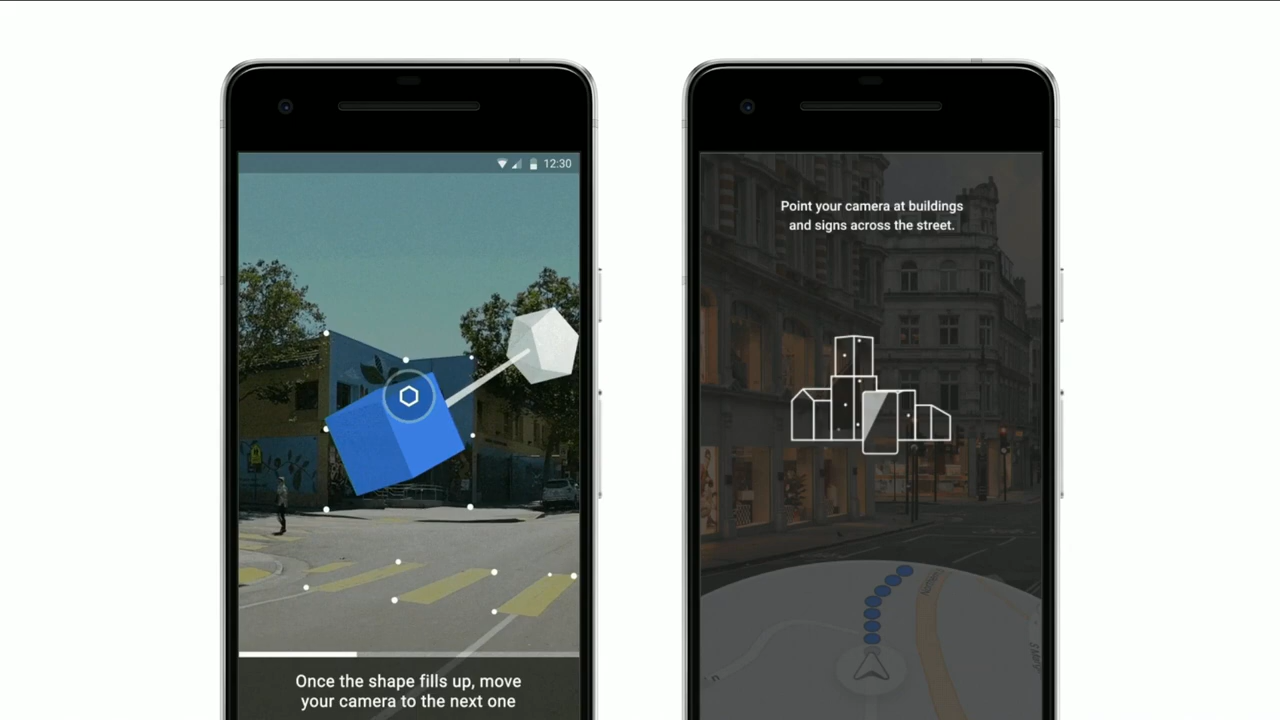 12:30
Once the shape fills up, move
your camera to the next one
Point your camera at buildings
and signs across the street.